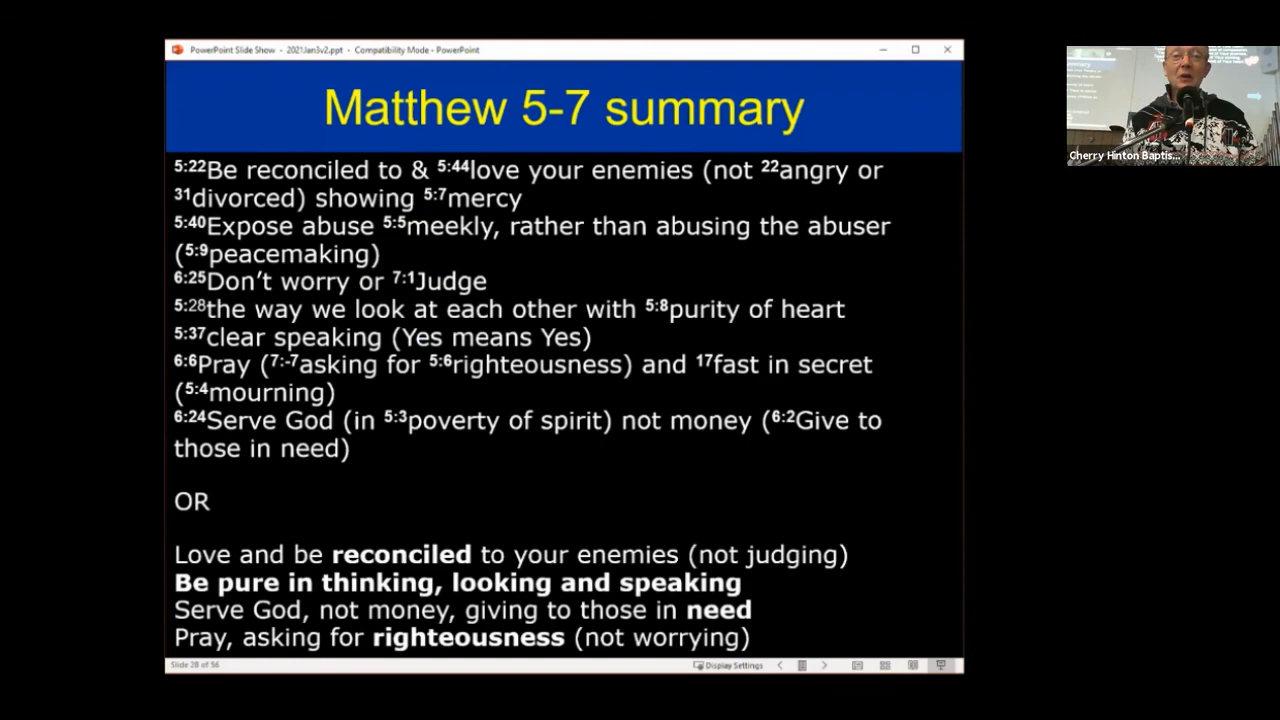 PowerPoint Slide Show - 2021Jan3v2.ppt - Compatibility Mode - PowerPoint
Matthew 5-7 summary
5:22Be reconciled to & 5:44love your enemies (not 22angry or
31divorced) showing 5:7mercy
5:40Expose abuse 5:5meekly, rather than abusing the abuser
(5:9peacemaking)
6:25Don't worry or 7:1Judge
5:28the way we look at each other with 5:8purity of heart
5:37clear speaking (Yes means Yes)
6:6Pray (7:-7asking for 5:6righteousness) and 17fast in secret
(5:4mourning)
6:24Serve God (in 5:3poverty of spirit) not money (6:2Give to
those in need)
OR
Love and be reconciled to your enemies (not judging)
Be pure in thinking, looking and speaking
Serve God, not money, giving to those in need
Pray, asking for righteousness (not worrying)
Slide 28 of 56
Display Settings
Cherry Hinton Baptis...